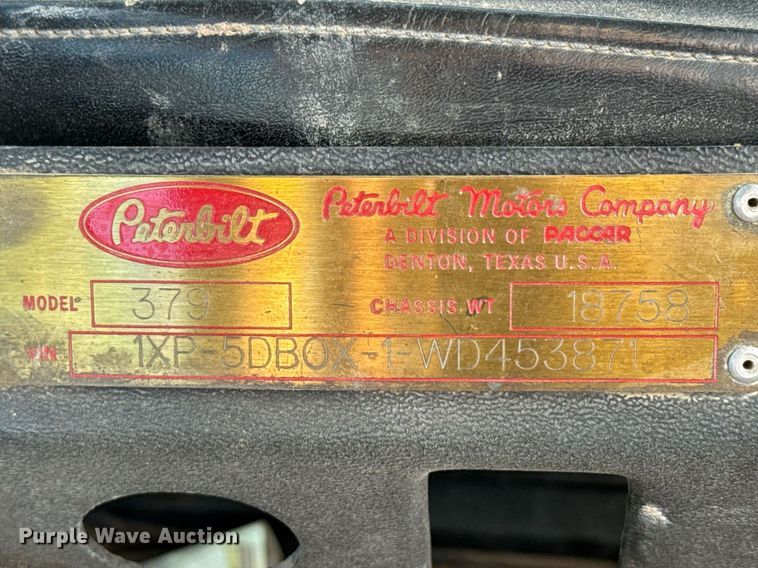 Peterbilt
Peterbilt Motors Company
A DIVISION OF PACCAR
DENTON, TEXAS U.S.A.
MODEL 379 CHASSIS WT 18758
VIN 1XP-5DB0X-1-WD453871
Purple Wave Auction